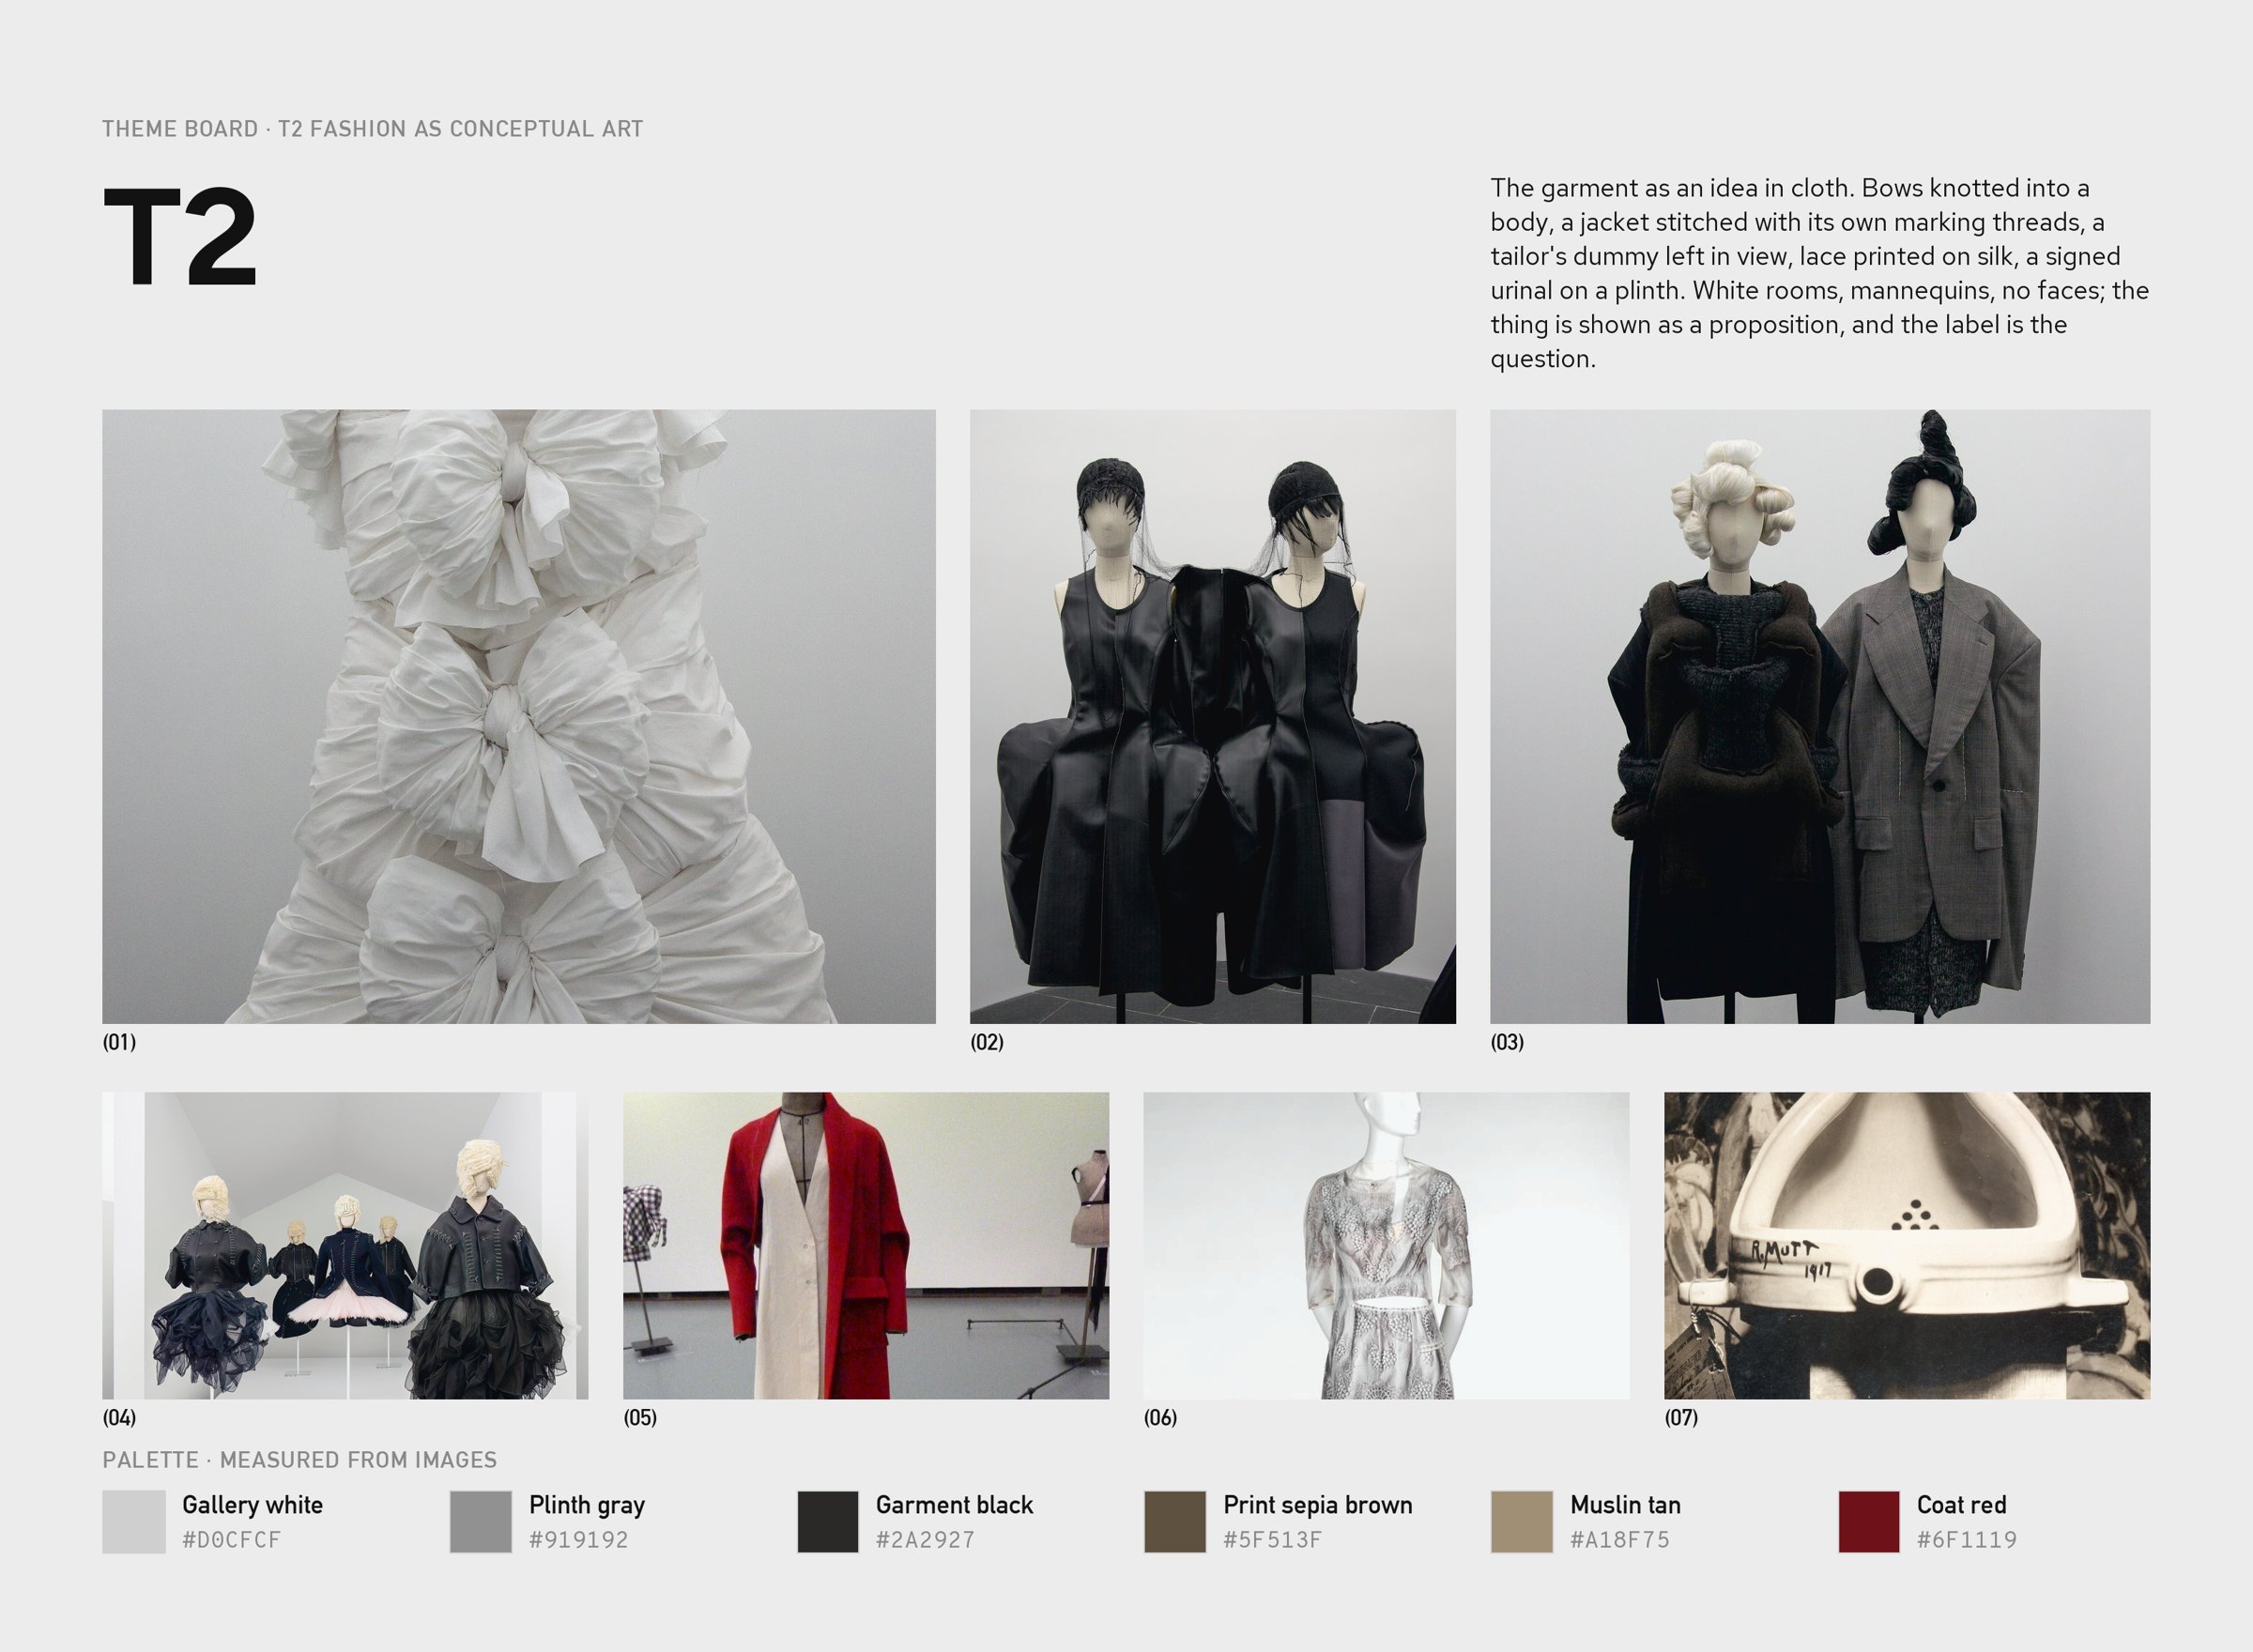 THEME BOARD · T2 FASHION AS CONCEPTUAL ART
T2
The garment as an idea in cloth. Bows knotted into a
body, a jacket stitched with its own marking threads, a
tailor's dummy left in view, lace printed on silk, a signed
urinal on a plinth. White rooms, mannequins, no faces; the
thing is shown as a proposition, and the label is the
question.
(01)
(02)
(03)
R. MUTT
1917
(04)
(05)
(06)
(07)
PALETTE · MEASURED FROM IMAGES
Gallery white
#D0CFCF
Plinth gray
#919192
Garment black
#2A2927
Print sepia brown
#5F513F
Muslin tan
#A18F75
Coat red
#6F1119